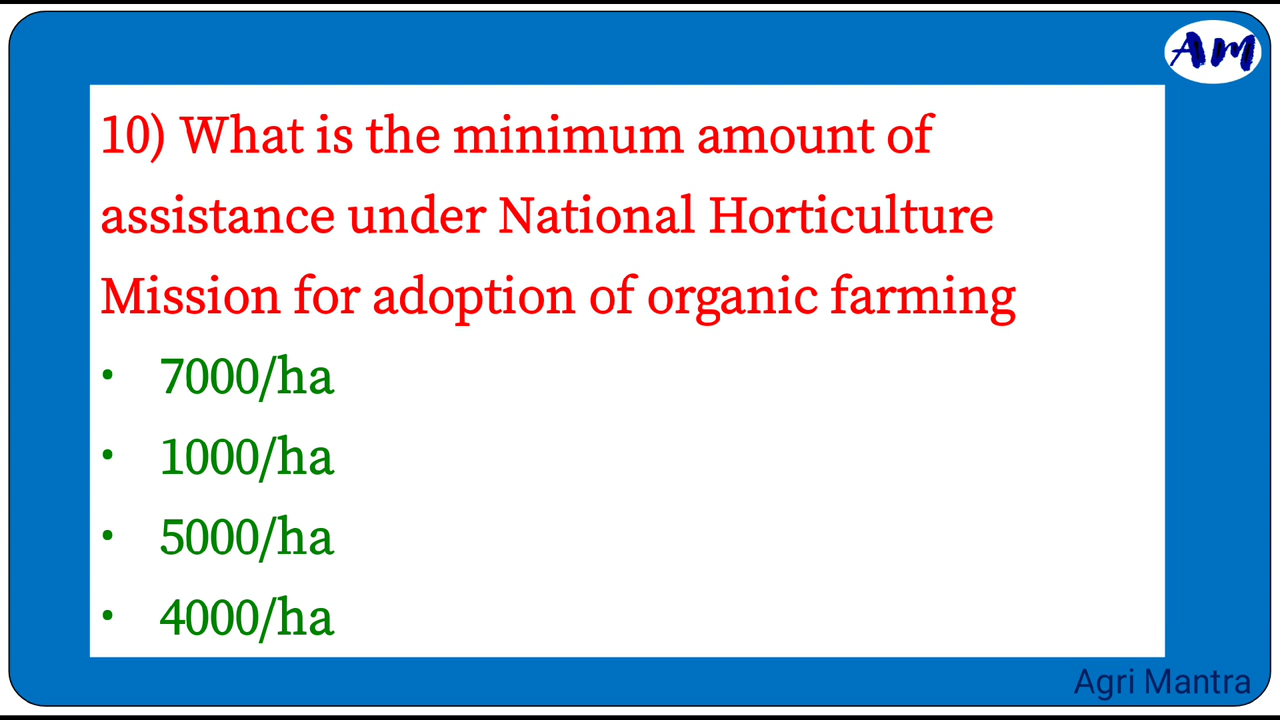 AM
10) What is the minimum amount of
assistance under National Horticulture
Mission for adoption of organic farming
• 7000/ha
• 1000/ha
• 5000/ha
• 4000/ha
Agri Mantra